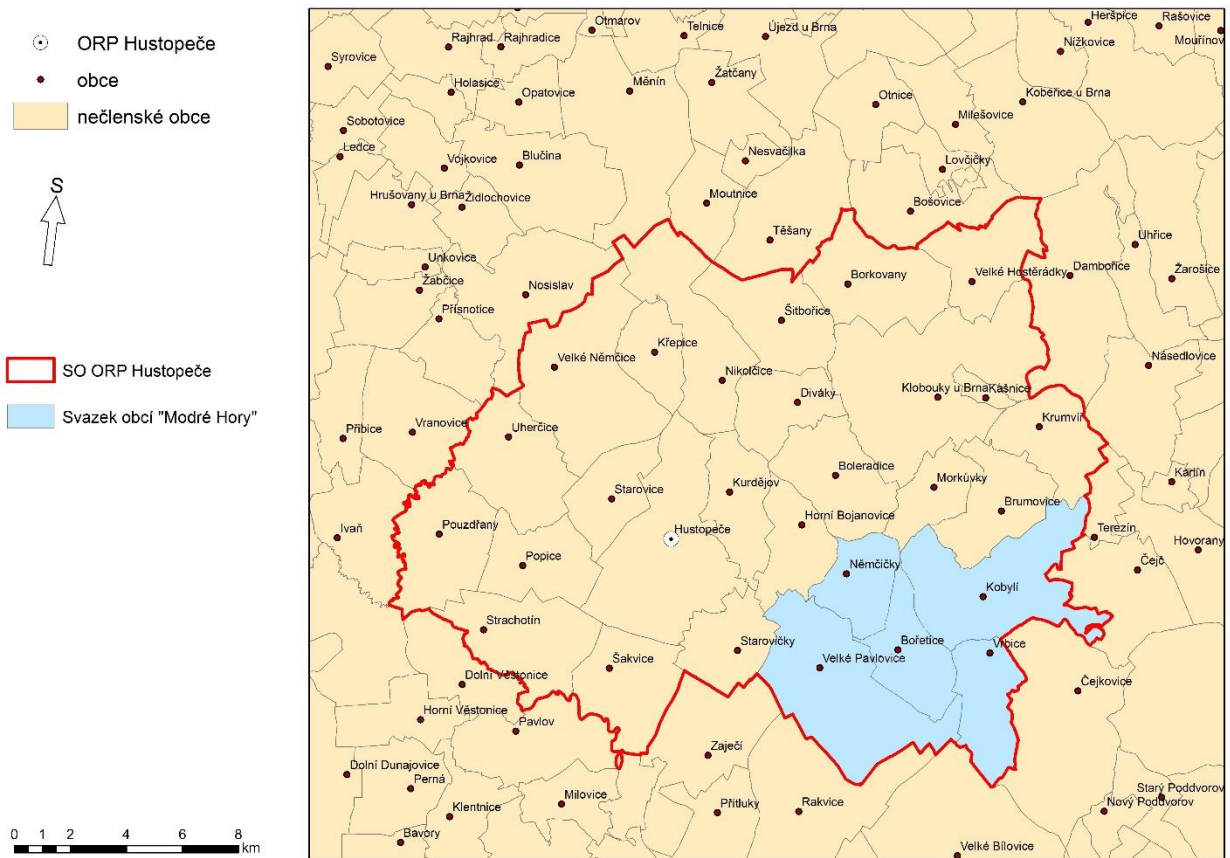 ORP Hustopeče
obce
nečlenské obce
S
SO ORP Hustopeče
Svazek obcí "Modré Hory"
0 1 2 4 6 8
km
Otmarov
Telnice
Újezd u Brna
Heršpice
Rašovice
Rajhrad
Rajhradice
Mouřínov
Nížkovice
Syrovice
Žatčany
Měnín
Holasice
Opatovice
Otnice
Kobeřice u Brna
Milešovice
Sobotovice
Ledce
Vojkovice
Blučina
Nesvačilka
Lovčičky
Hrušovany u Brna
Židlochovice
Moutnice
Bošovice
Těšany
Uhřice
Unkovice
Žabčice
Nosislav
Borkovany
Velké Hostěrádky
Dambořice
Žarošice
Přísnotice
Šitbořice
Křepice
Velké Němčice
Násedlovice
Nikolčice
Diváky
Klobouky u Brna
Kašnice
Přibice
Vranovice
Uherčice
Krumvíř
Boleradice
Karlín
Kurdějov
Morkůvky
Starovice
Brumovice
Ivaň
Pouzdřany
Hustopeče
Horní Bojanovice
Terezín
Hovorany
Popice
Němčičky
Čejč
Kobylí
Strachotín
Starovičky
Bořetice
Vrbice
Šakvice
Velké Pavlovice
Dolní Věstonice
Čejkovice
Horní Věstonice
Pavlov
Zaječí
Dolní Dunajovice
Perná
Milovice
Starý Poddvorov
Klentnice
Přítluky
Rakvice
Nový Poddvorov
Bavory
Velké Bílovice